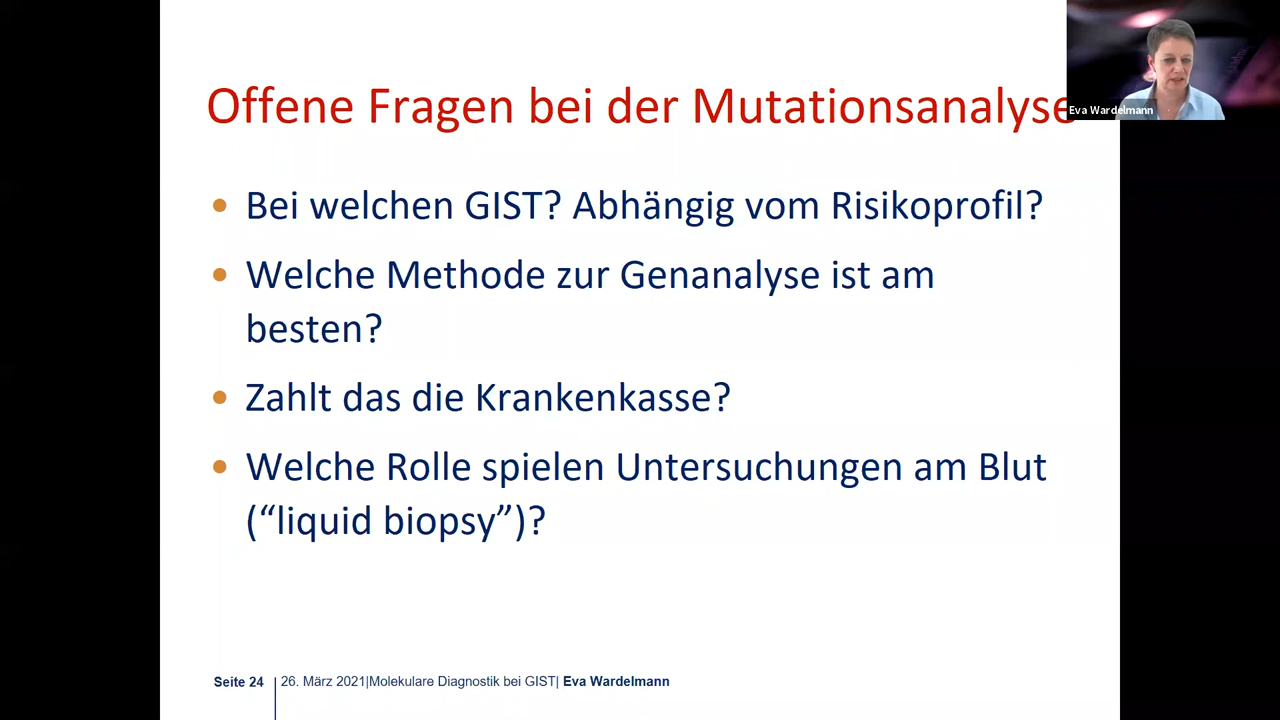 Offene Fragen bei der Mutationsanalyse
Eva Wardelmann
• Bei welchen GIST? Abhängig vom Risikoprofil?
• Welche Methode zur Genanalyse ist am
besten?
• Zahlt das die Krankenkasse?
• Welche Rolle spielen Untersuchungen am Blut
(“liquid biopsy”)?
Seite 24 26. März 2021|Molekulare Diagnostik bei GIST| Eva Wardelmann